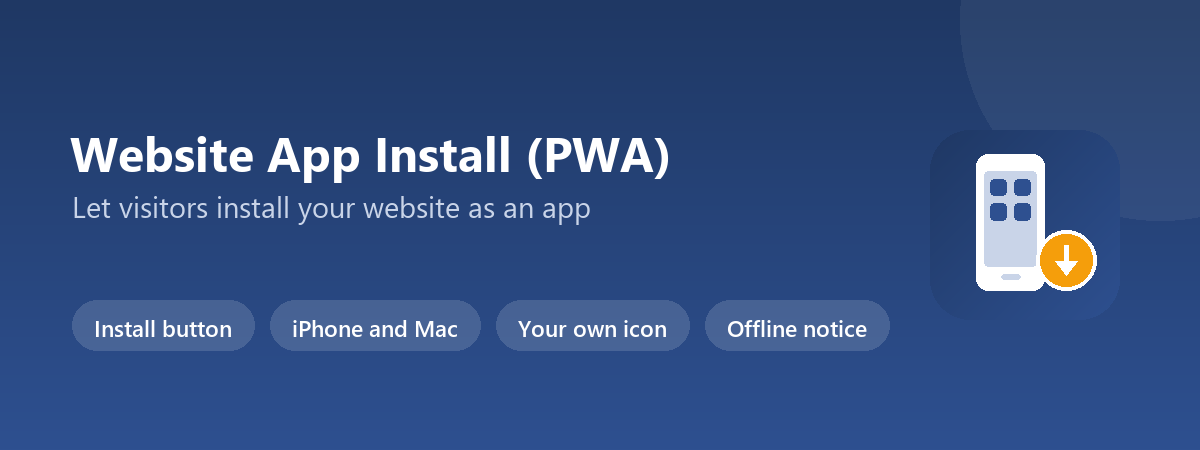 Website App Install (PWA)
Let visitors install your website as an app
Install button
iPhone and Mac
Your own icon
Offline notice